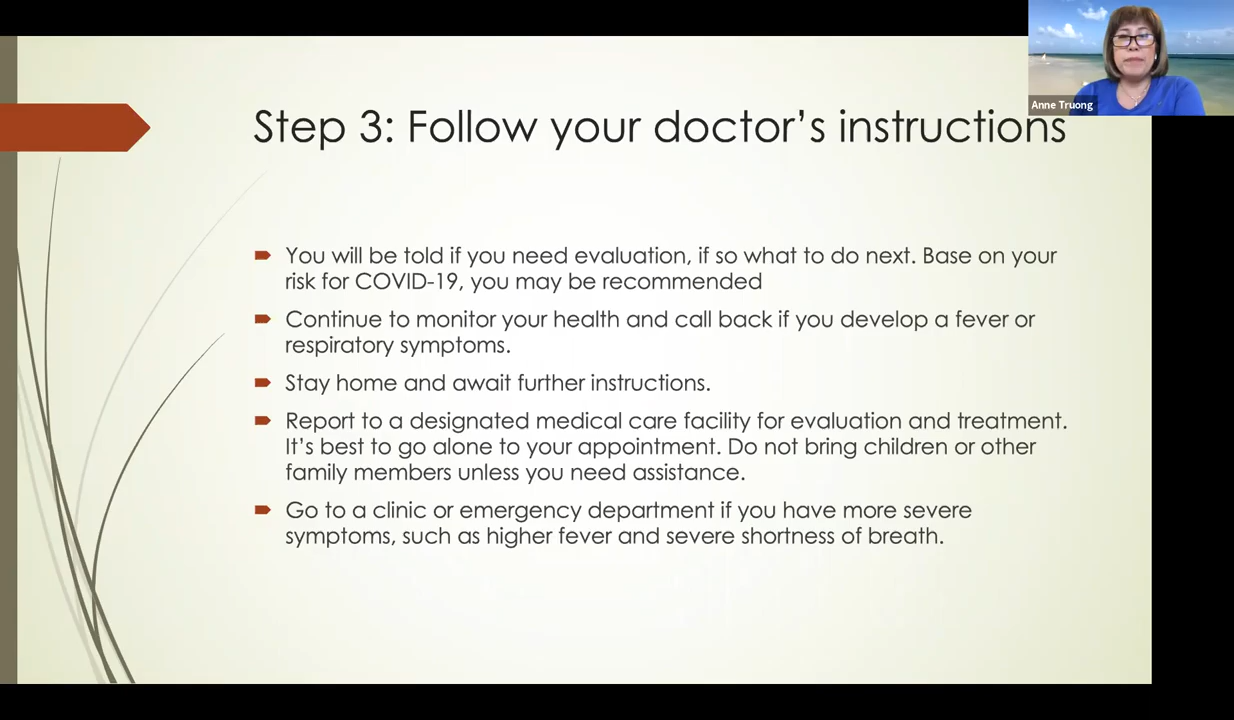 Anne Truong
Step 3: Follow your doctor's instructions
You will be told if you need evaluation, if so what to do next. Base on your
risk for COVID-19, you may be recommended
Continue to monitor your health and call back if you develop a fever or
respiratory symptoms.
Stay home and await further instructions.
Report to a designated medical care facility for evaluation and treatment.
It's best to go alone to your appointment. Do not bring children or other
family members unless you need assistance.
Go to a clinic or emergency department if you have more severe
symptoms, such as higher fever and severe shortness of breath.